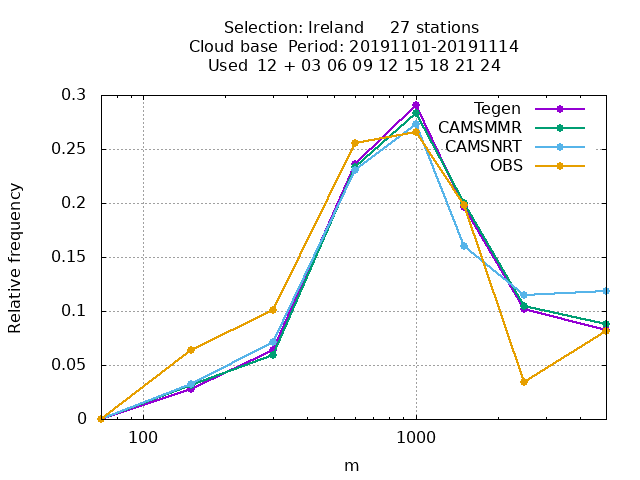 Selection: Ireland 27 stations
Cloud base Period: 20191101-20191114
Used 12 + 03 06 09 12 15 18 21 24
0.3
0.25
0.2
0.15
0.1
0.05
0
Relative frequency
Tegen
CAMSMMR
CAMSNRT
OBS
100 1000
m